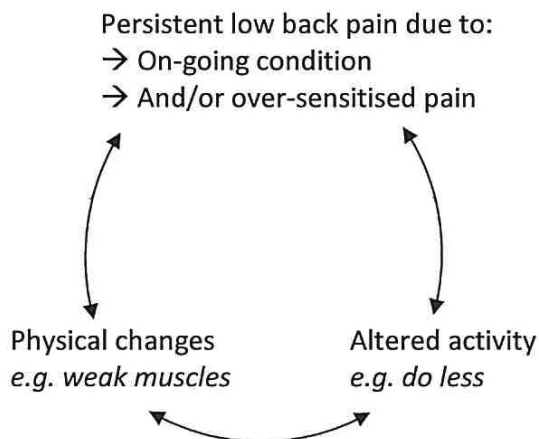 Persistent low back pain due to:
→ On-going condition
→ And/or over-sensitised pain
Physical changes
e.g. weak muscles
Altered activity
e.g. do less